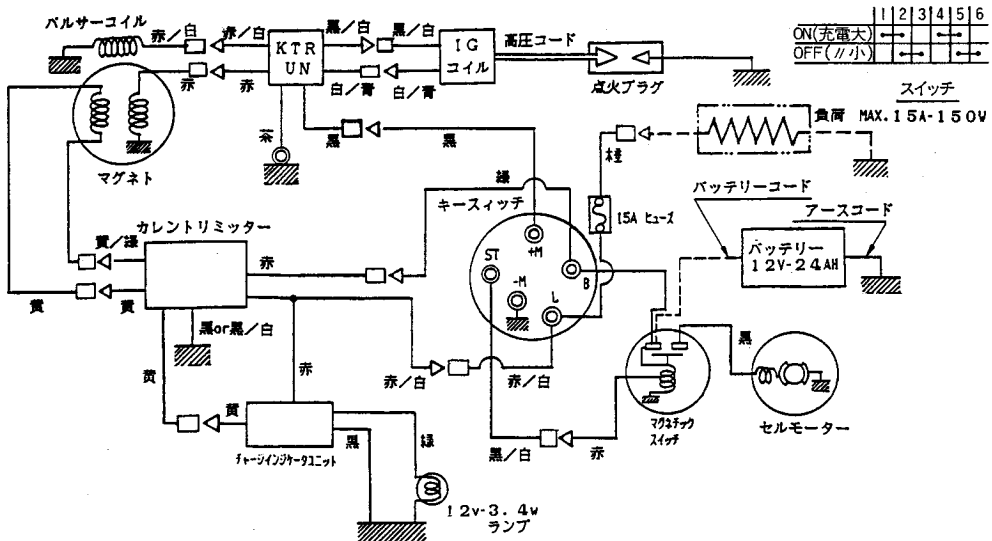 パルサーコイル
赤/白
赤/白
黒/白
黒/白
KTR
UN
IG
コイル
高圧コード
点火プラグ
赤
赤
白/青
白/青
1 2 3 4 5 6
ON(充電大)
OFF(〃小)
スイッチ
負荷 MAX.15A-150W
マグネト
茶
黒
黒
緑
橙
キースィッチ
15A ヒューズ
バッテリーコード
アースコード
バッテリー
12V-24AH
カレントリミッター
黄/緑
赤
ST
+M
-M
B
L
黄
黄
黒or黒/白
黄
赤
赤/白
赤/白
黒
マグネチック
スイッチ
セルモーター
黄
黒
緑
黒/白
赤
チャージインジケータユニット
12v-3.4w
ランプ